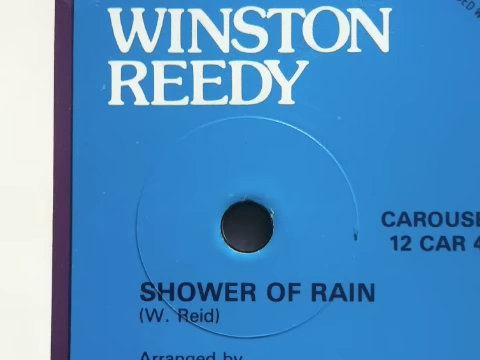 WINSTON
REEDY
CAROUSE
12 CAR 4
SHOWER OF RAIN
(W. Reid)
Arranged by